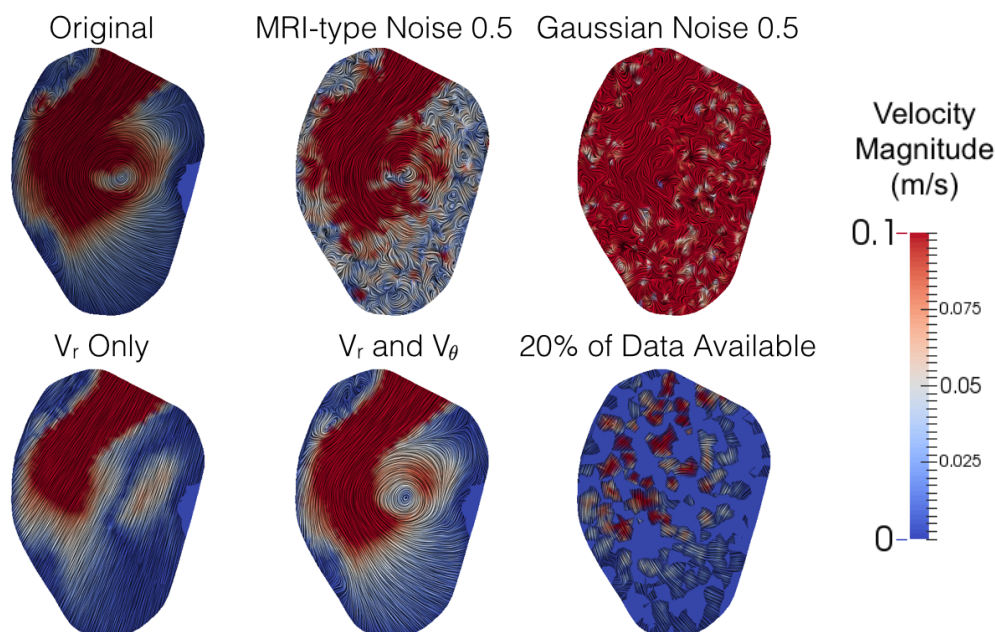 Original
MRI-type Noise 0.5
Gaussian Noise 0.5
Velocity
Magnitude
(m/s)
0.1
0.075
0.05
0.025
0
Vr Only
Vr and Vθ
20% of Data Available